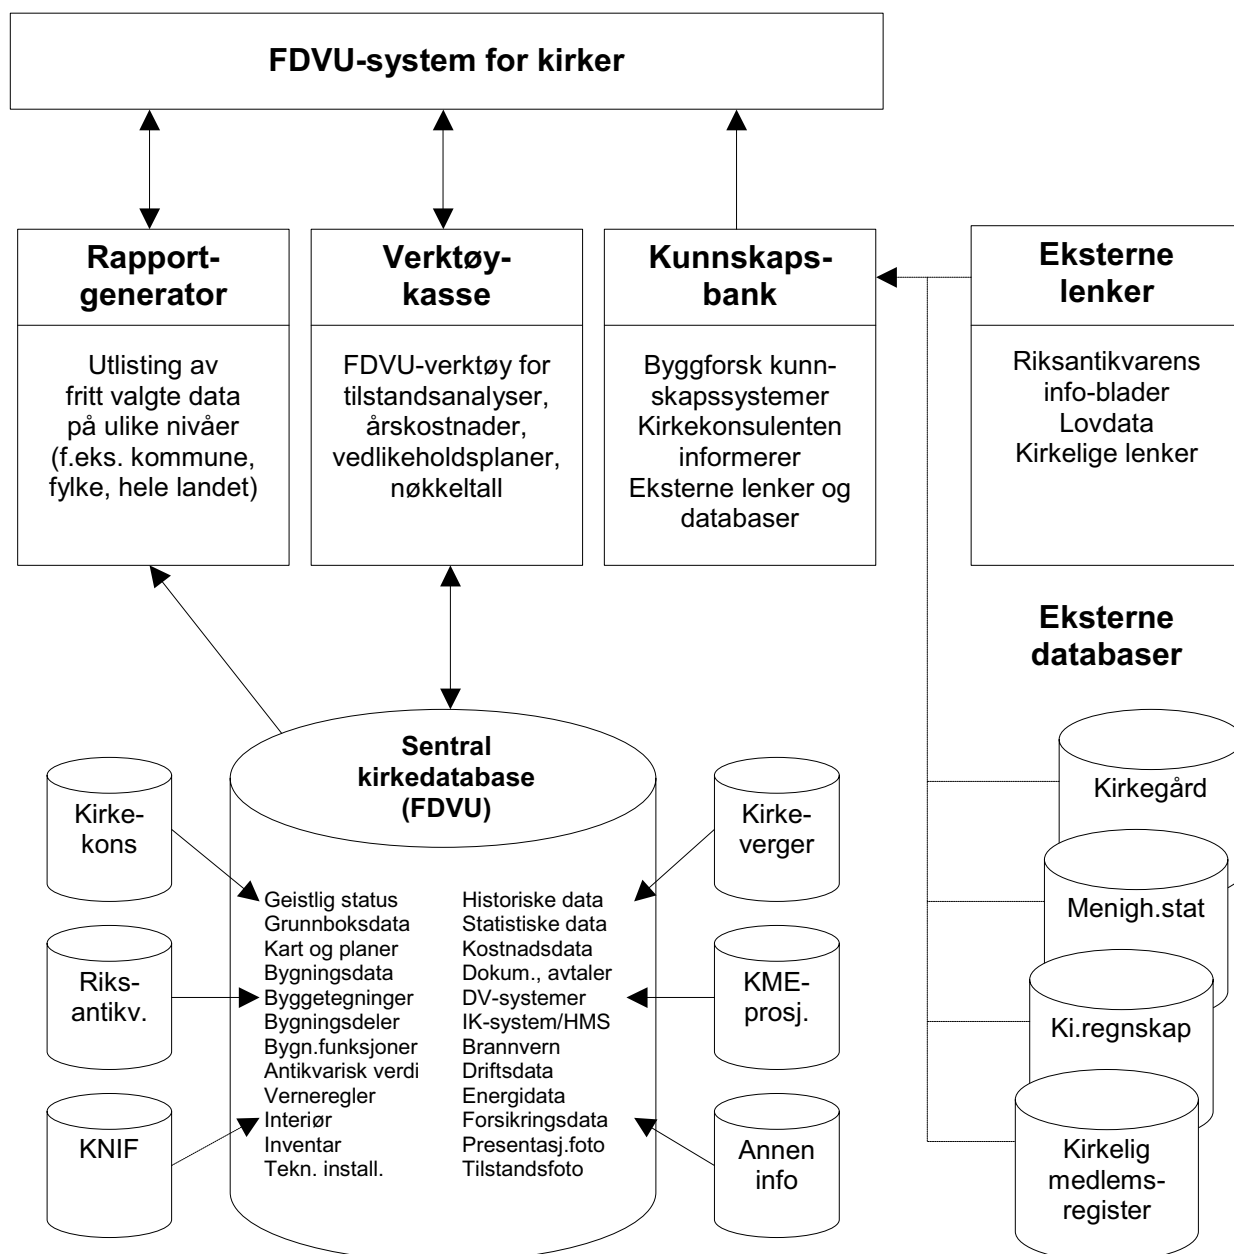 FDVU-system for kirker
Rapport-
generator
Utlisting av
fritt valgte data
på ulike nivåer
(f.eks. kommune,
fylke, hele landet)
Verktøy-
kasse
FDVU-verktøy for
tilstandsanalyser,
årskostnader,
vedlikeholdsplaner,
nøkkeltall
Kunnskaps-
bank
Byggforsk kunn-
skapssystemer
Kirkekonsulenten
informerer
Eksterne lenker og
databaser
Eksterne
lenker
Riksantikvarens
info-blader
Lovdata
Kirkelige lenker
Eksterne
databaser
Kirkegård
Menigh.stat
Ki.regnskap
Kirkelig
medlems-
register
Sentral
kirkedatabase
(FDVU)
Kirke-
kons
Riks-
antikv.
KNIF
Geistlig status
Grunnboksdata
Kart og planer
Bygningsdata
Byggetegninger
Bygningsdeler
Bygn.funksjoner
Antikvarisk verdi
Verneregler
Interiør
Inventar
Tekn. install.
Historiske data
Statistiske data
Kostnadsdata
Dokum., avtaler
DV-systemer
IK-system/HMS
Brannvern
Driftsdata
Energidata
Forsikringsdata
Presentasj.foto
Tilstandsfoto
Kirke-
verger
KME-
prosj.
Annen
info